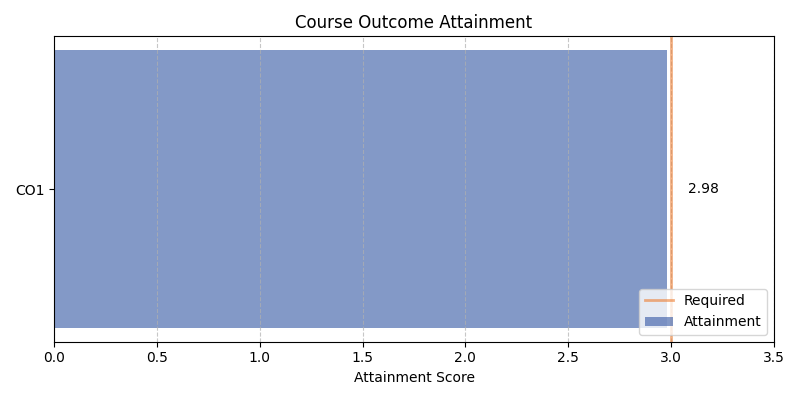 Course Outcome Attainment
CO1
2.98
Required
Attainment
0.0 0.5 1.0 1.5 2.0 2.5 3.0 3.5
Attainment Score